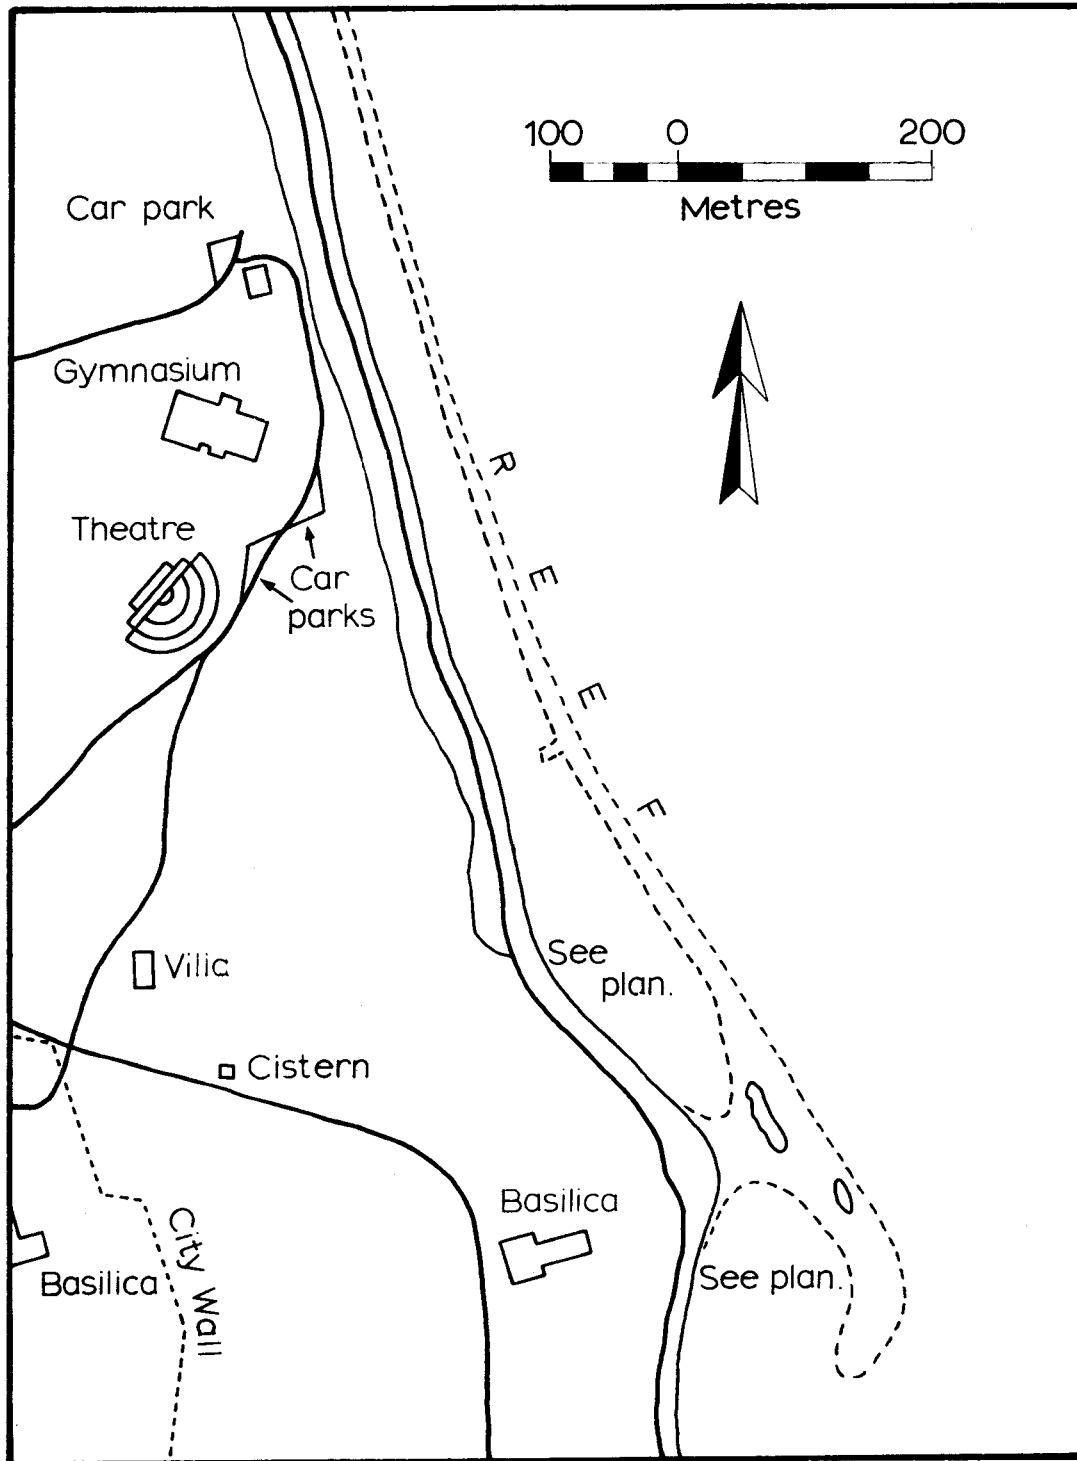 100 0 200
Metres
Car park
Gymnasium
Theatre
Car
parks
R E E F
See
plan.
Villa
Cistern
Basilica
See plan.
Basilica
City Wall